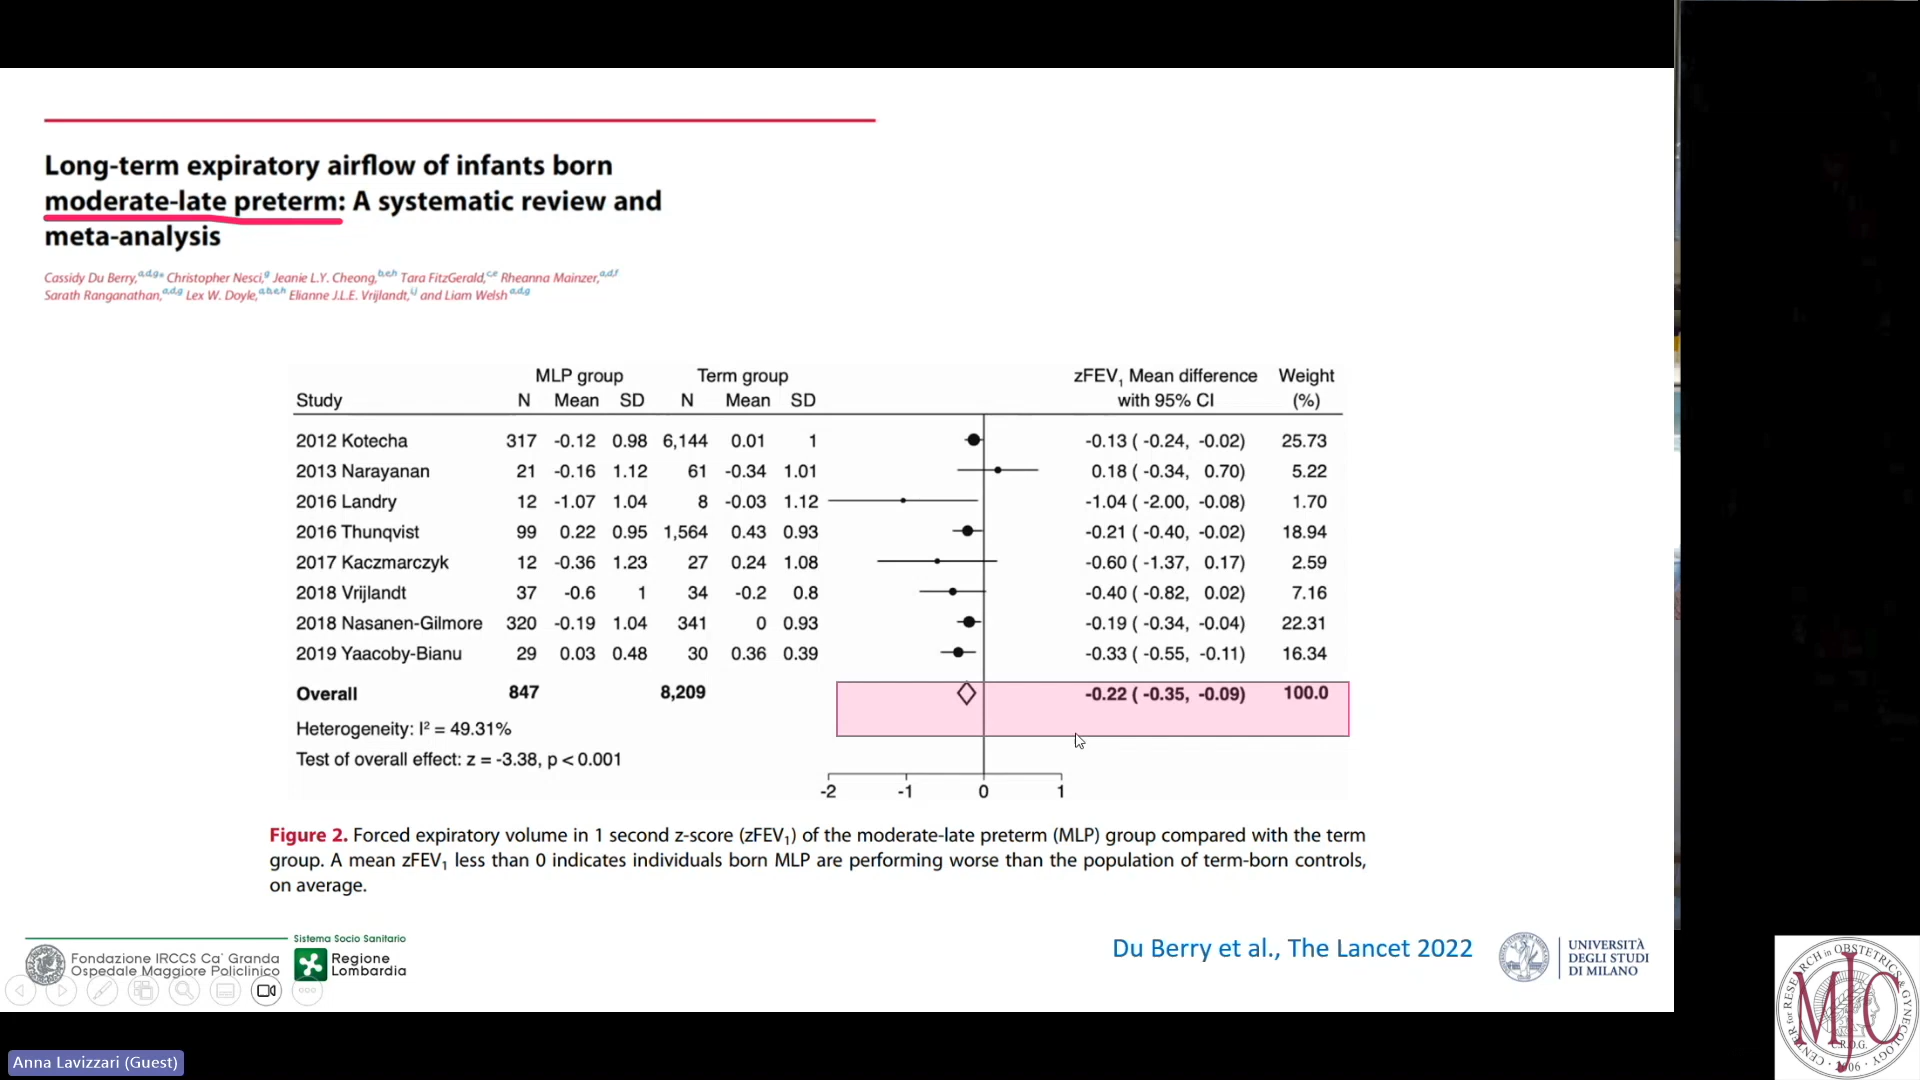 Long-term expiratory airflow of infants born
moderate-late preterm: A systematic review and
meta-analysis
Cassidy Du Berry,a,d,g* Christopher Nesci,g Jeanie L.Y. Cheong,b,e,h Tara FitzGerald,c,e Rheanna Mainzer,a,d,f
Sarath Ranganathan,a,d,g Lex W. Doyle,a,b,e,h Elianne J.L.E. Vrijlandt,i,j and Liam Welsh a,d,g
MLP group Term group zFEV₁ Mean difference Weight
Study N Mean SD N Mean SD with 95% CI (%)
2012 Kotecha 317 -0.12 0.98 6,144 0.01 1 -0.13 ( -0.24, -0.02) 25.73
2013 Narayanan 21 -0.16 1.12 61 -0.34 1.01 0.18 ( -0.34, 0.70) 5.22
2016 Landry 12 -1.07 1.04 8 -0.03 1.12 -1.04 ( -2.00, -0.08) 1.70
2016 Thunqvist 99 0.22 0.95 1,564 0.43 0.93 -0.21 ( -0.40, -0.02) 18.94
2017 Kaczmarczyk 12 -0.36 1.23 27 0.24 1.08 -0.60 ( -1.37, 0.17) 2.59
2018 Vrijlandt 37 -0.6 1 34 -0.2 0.8 -0.40 ( -0.82, 0.02) 7.16
2018 Nasanen-Gilmore 320 -0.19 1.04 341 0 0.93 -0.19 ( -0.34, -0.04) 22.31
2019 Yaacoby-Bianu 29 0.03 0.48 30 0.36 0.39 -0.33 ( -0.55, -0.11) 16.34
Overall 847 8,209 -0.22 ( -0.35, -0.09) 100.0
Heterogeneity: I² = 49.31%
Test of overall effect: z = -3.38, p < 0.001
-2 -1 0 1
Figure 2. Forced expiratory volume in 1 second z-score (zFEV₁) of the moderate-late preterm (MLP) group compared with the term
group. A mean zFEV₁ less than 0 indicates individuals born MLP are performing worse than the population of term-born controls,
on average.
Du Berry et al., The Lancet 2022
Sistema Socio Sanitario
Fondazione IRCCS Ca' Granda
Ospedale Maggiore Policlinico
Regione
Lombardia
UNIVERSITÀ
DEGLI STUDI
DI MILANO
CENTER for RESEARCH in OBSTETRICS & GYNECOLOGY
MJC
C.R.O.G.
2006
Anna Lavizzari (Guest)